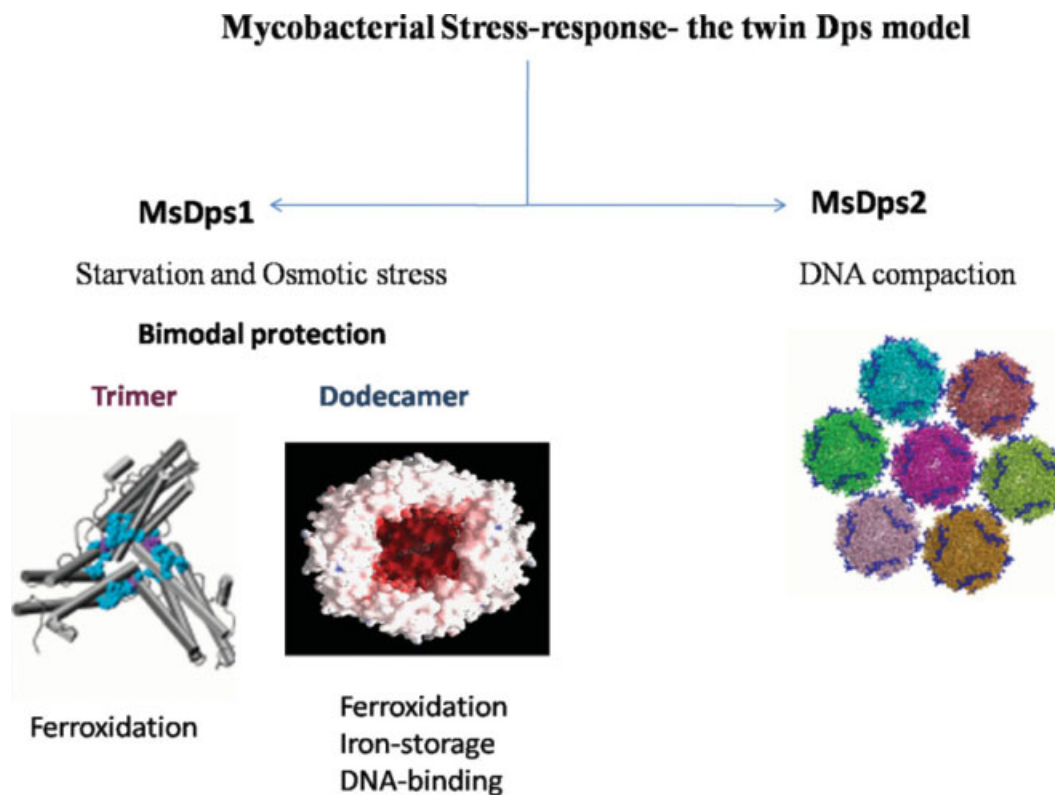 Mycobacterial Stress-response- the twin Dps model
MsDps1
MsDps2
Starvation and Osmotic stress
DNA compaction
Bimodal protection
Trimer
Dodecamer
Ferroxidation
Ferroxidation
Iron-storage
DNA-binding